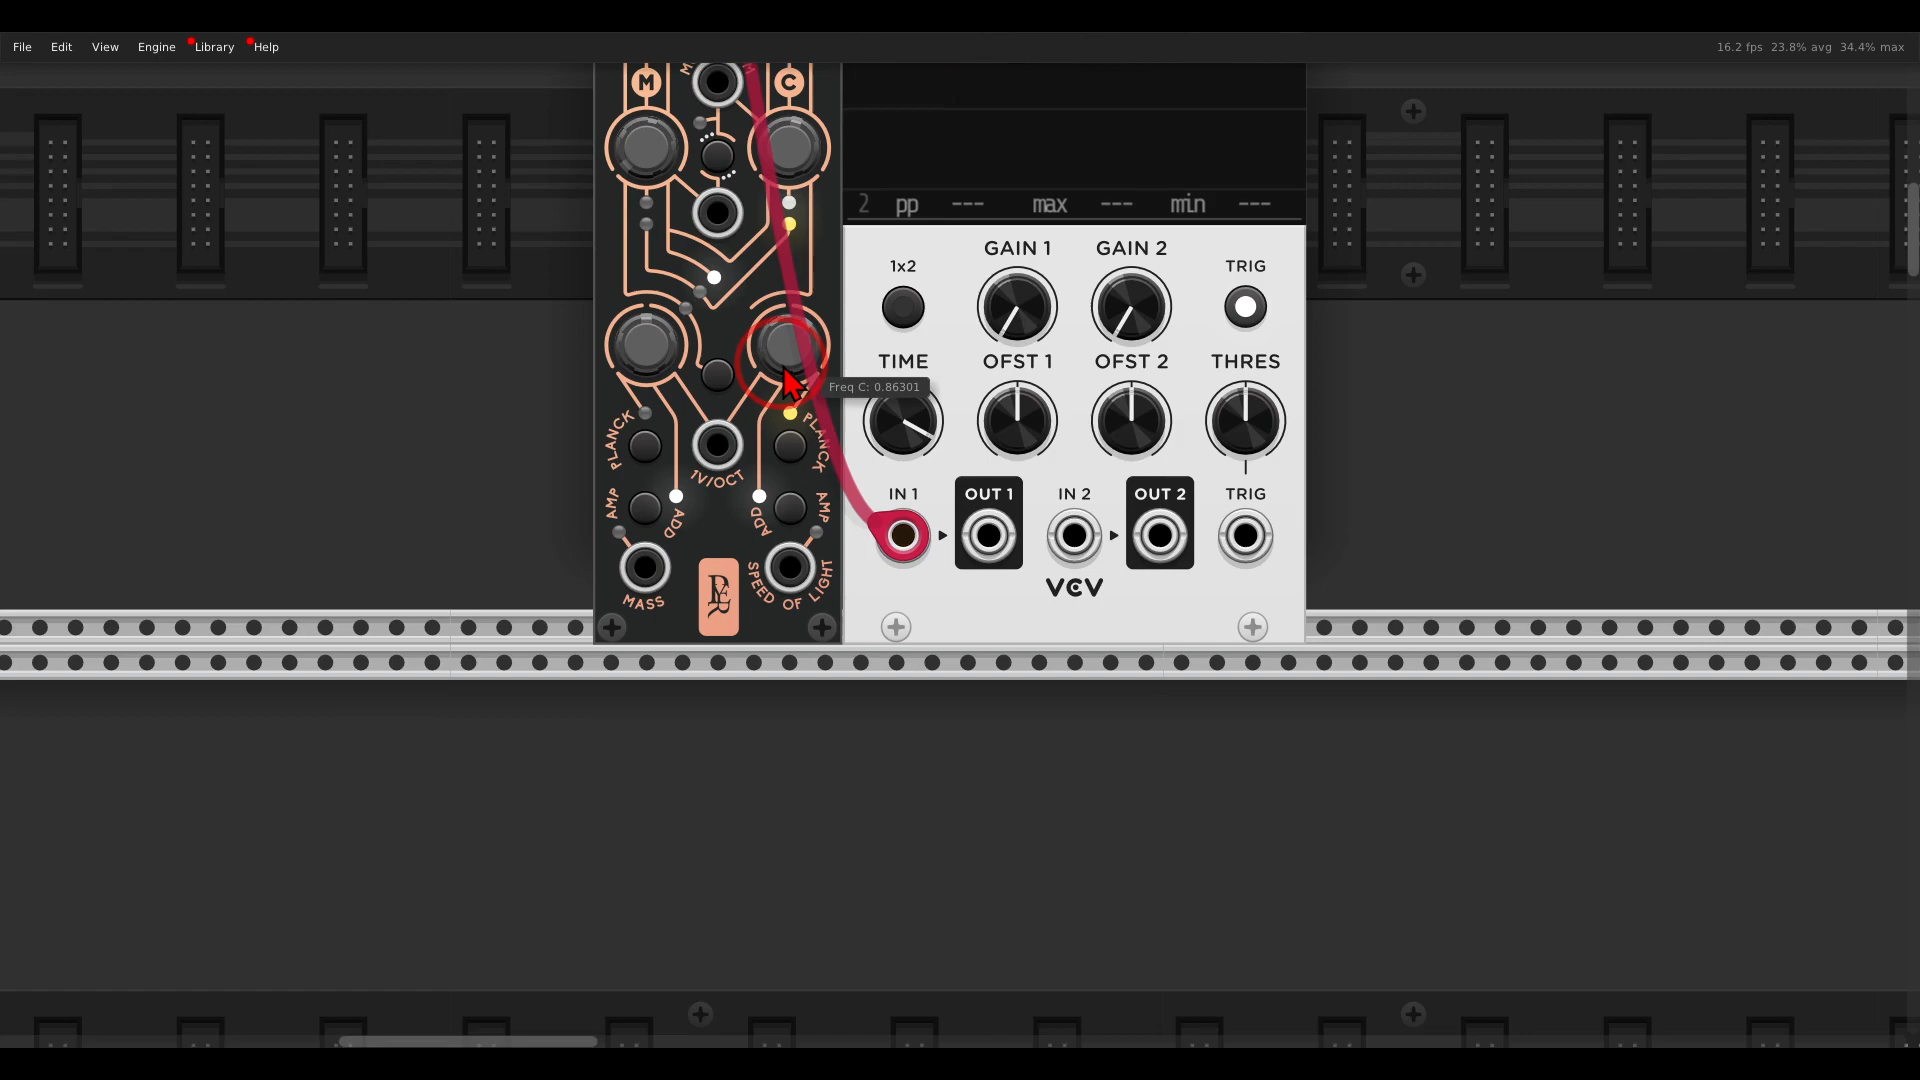 File Edit View Engine Library Help
16.2 fps 23.8% avg 34.4% max
M C
2 pp --- max --- min ---
GAIN 1 GAIN 2
1x2 TRIG
TIME OFST 1 OFST 2 THRES
Freq C: 0.86301
PLANCK PLANCK
1V/OCT
AMP ADD ADD AMP
IN 1 OUT 1 IN 2 OUT 2 TRIG
MASS SPEED OF LIGHT
VCV